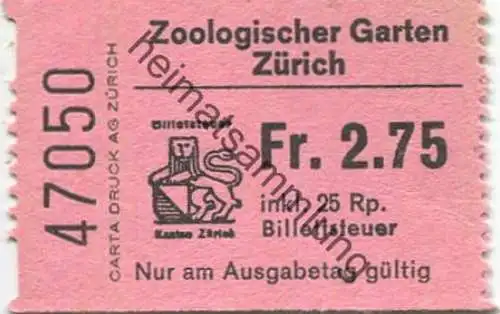 47050
CARTA DRUCK AG ZÜRICH
Zoologischer Garten
Zürich
Billetsteuer
Kanton Zürich
Fr. 2.75
inkl. 25 Rp.
Billettsteuer
Nur am Ausgabetag gültig
heimatsammlung